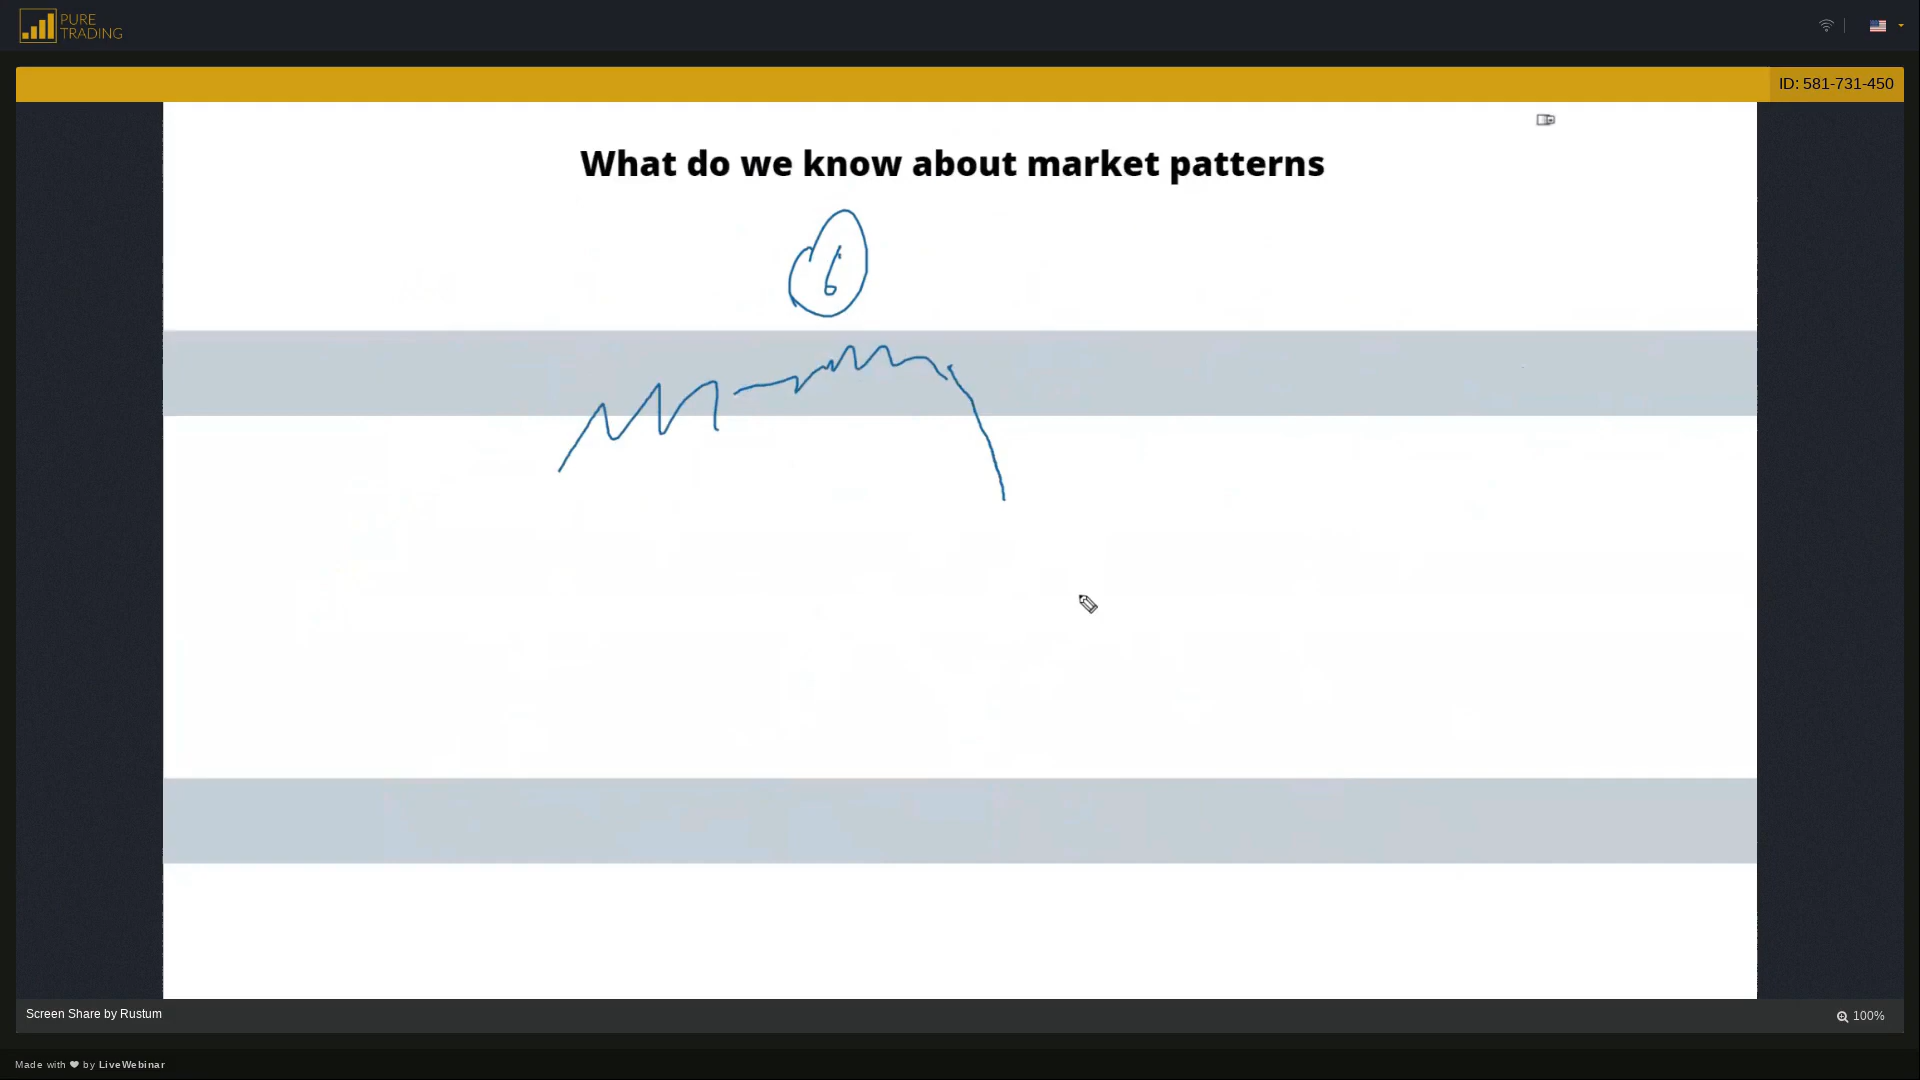 PURE
TRADING
ID: 581-731-450
What do we know about market patterns
6
Screen Share by Rustum
100%
Made with ❤ by LiveWebinar